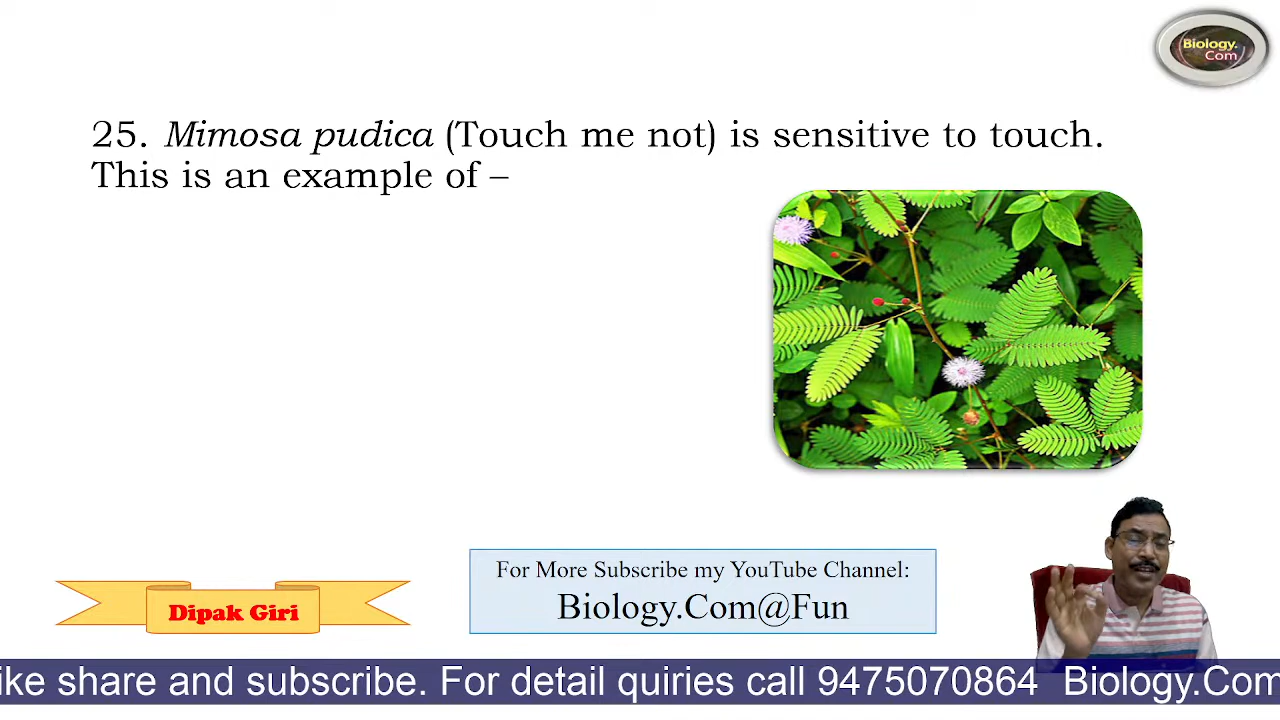 Biology.
Com
25. Mimosa pudica (Touch me not) is sensitive to touch.
This is an example of –
For More Subscribe my YouTube Channel:
Biology.Com@Fun
Dipak Giri
ike share and subscribe. For detail quiries call 9475070864 Biology.Com